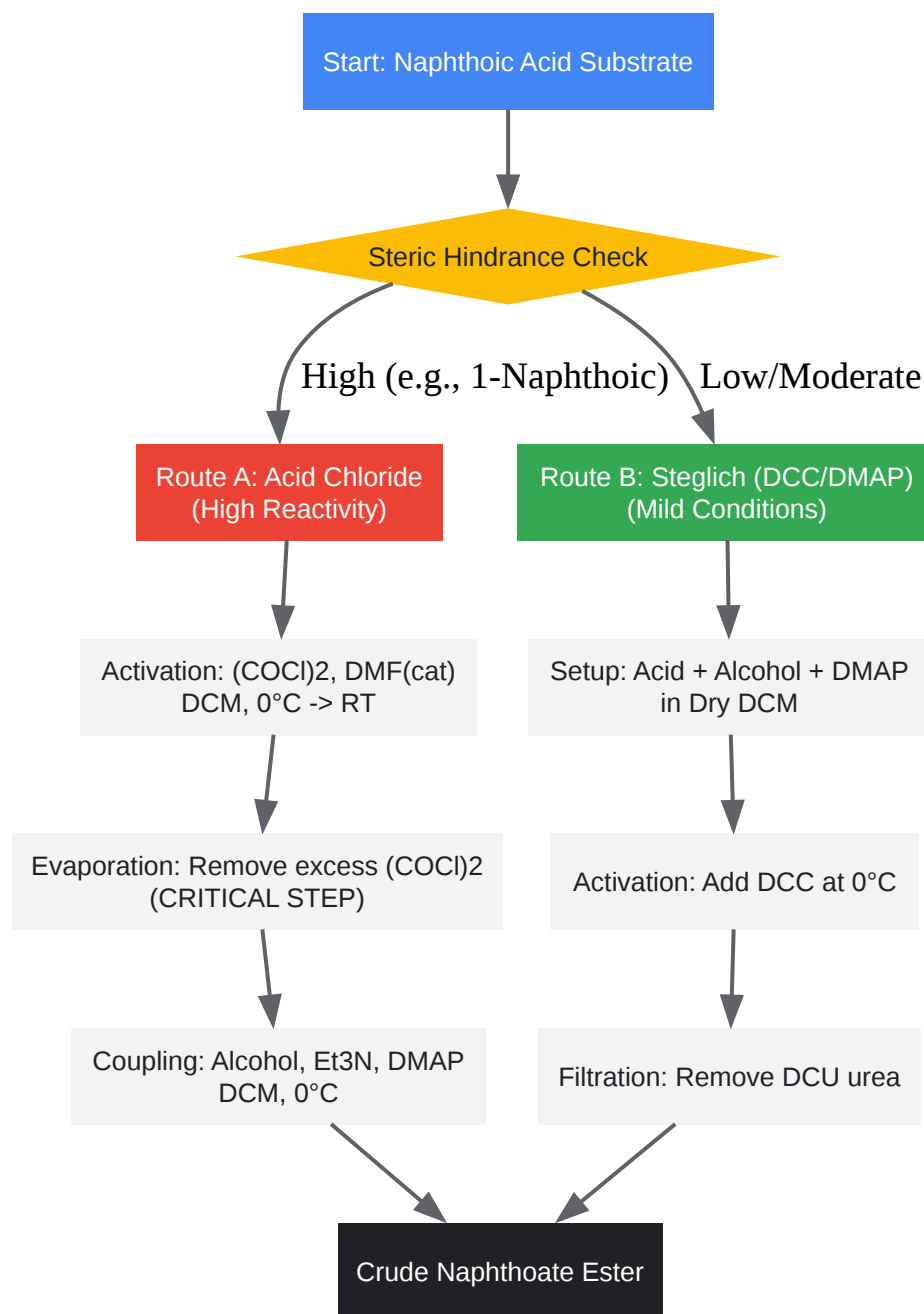 Start: Naphthoic Acid Substrate
Steric Hindrance Check
High (e.g., 1-Naphthoic)
Low/Moderate
Route A: Acid Chloride
(High Reactivity)
Route B: Steglich (DCC/DMAP)
(Mild Conditions)
Activation: (COCl)2, DMF(cat)
DCM, 0°C -> RT
Setup: Acid + Alcohol + DMAP
in Dry DCM
Evaporation: Remove excess (COCl)2
(CRITICAL STEP)
Activation: Add DCC at 0°C
Coupling: Alcohol, Et3N, DMAP
DCM, 0°C
Filtration: Remove DCU urea
Crude Naphthoate Ester